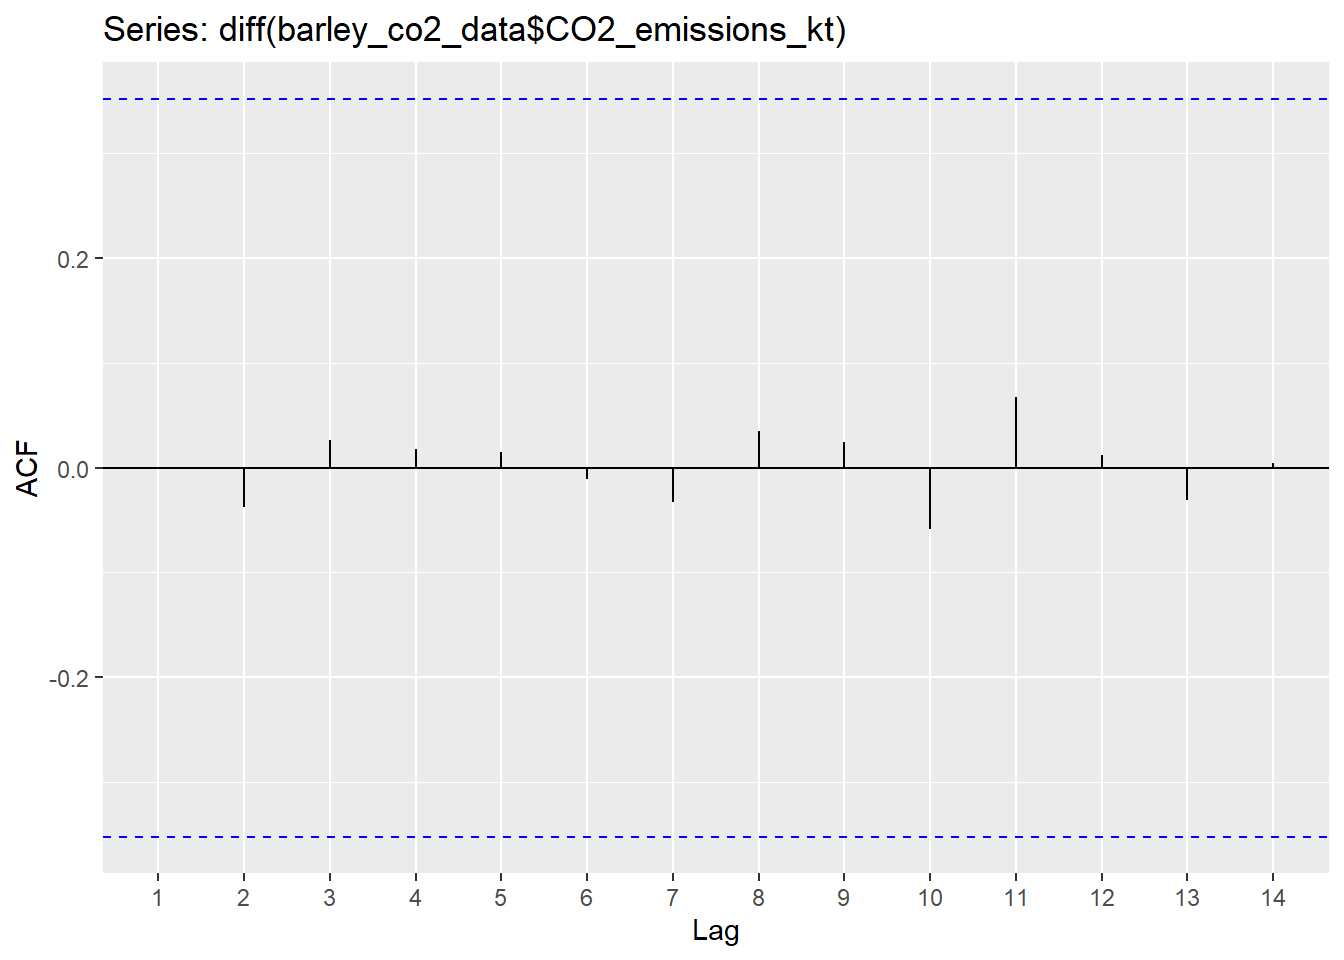 Series: diff(barley_co2_data$CO2_emissions_kt)
0.2
0.0
-0.2
ACF
1 2 3 4 5 6 7 8 9 10 11 12 13 14
Lag